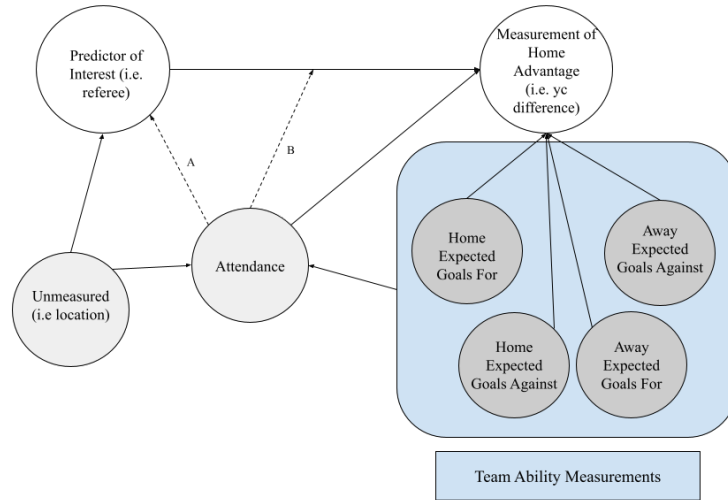 Predictor of
Interest (i.e.
referee)
Measurement of
Home
Advantage
(i.e. yc
difference)
A
B
Unmeasured
(i.e location)
Attendance
Home
Expected
Goals For
Away
Expected
Goals Against
Home
Expected
Goals Against
Away
Expected
Goals For
Team Ability Measurements